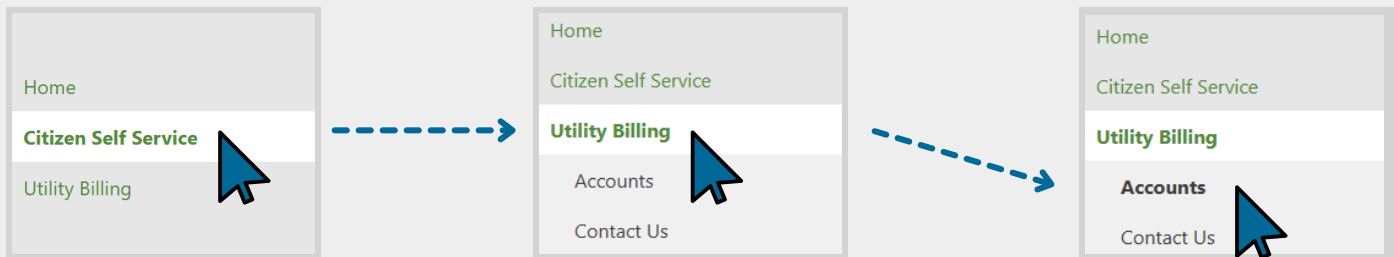 Home
Citizen Self Service
Utility Billing
Home
Citizen Self Service
Utility Billing
Accounts
Contact Us
Home
Citizen Self Service
Utility Billing
Accounts
Contact Us